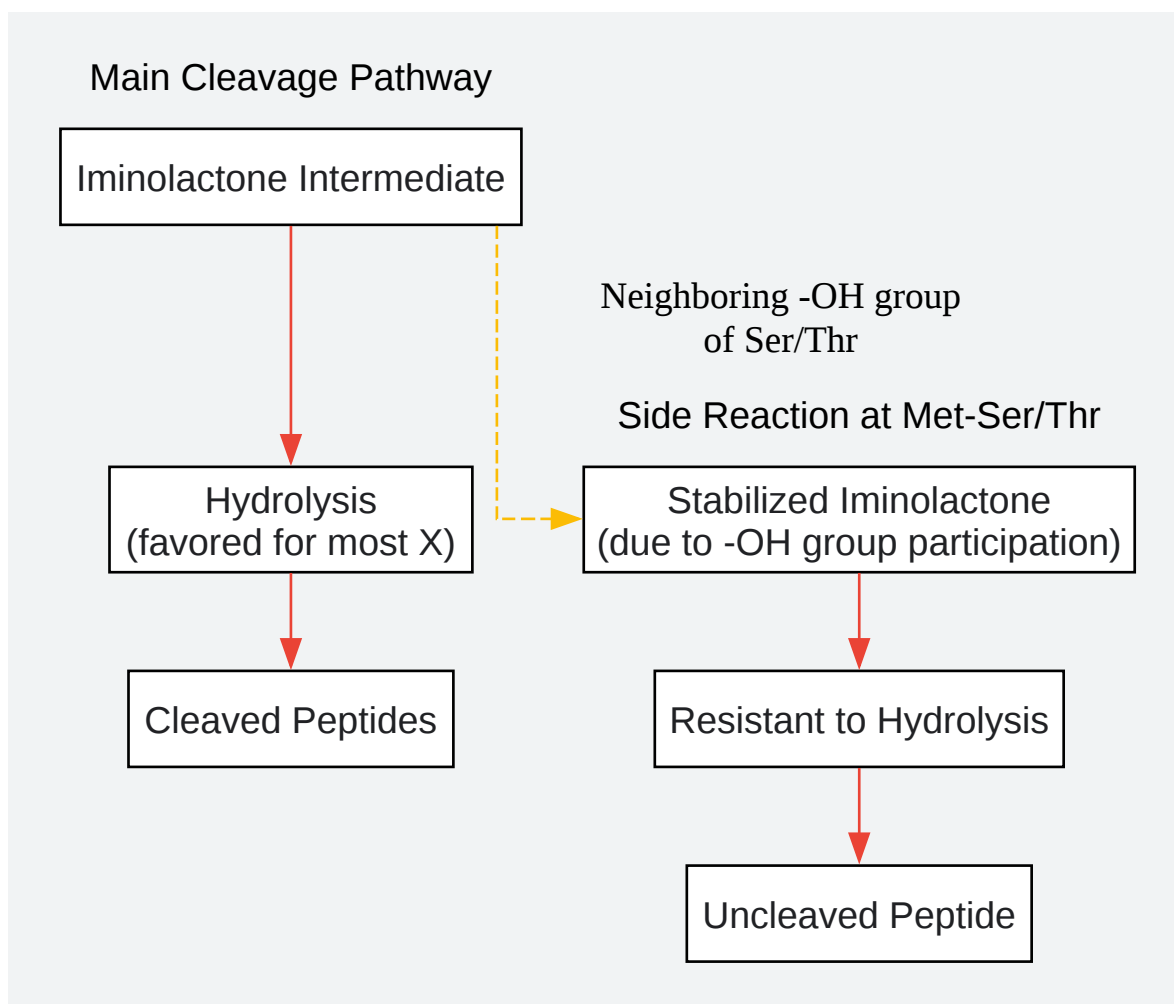 Main Cleavage Pathway
Iminolactone Intermediate
Neighboring -OH group
of Ser/Thr
Side Reaction at Met-Ser/Thr
Hydrolysis
(favored for most X)
Stabilized Iminolactone
(due to -OH group participation)
Cleaved Peptides
Resistant to Hydrolysis
Uncleaved Peptide